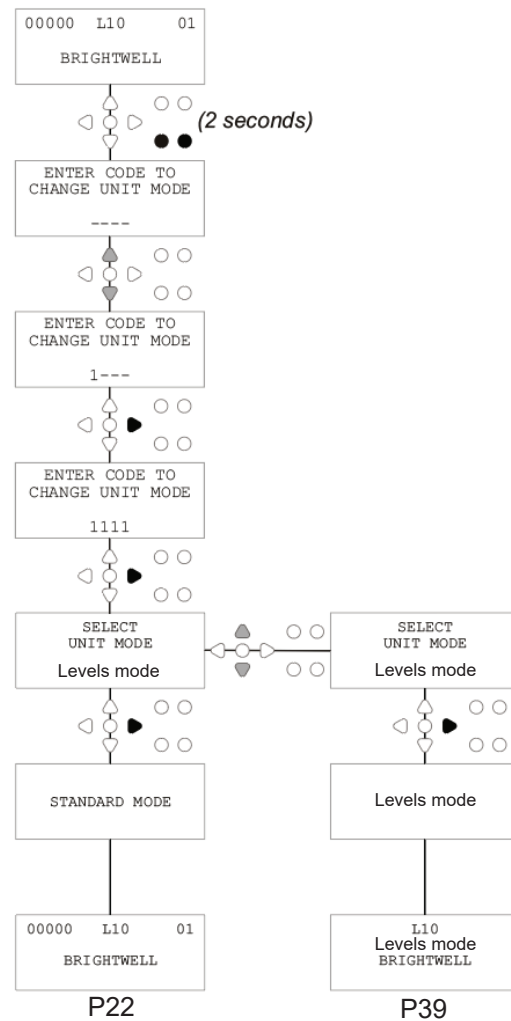 00000 L10 01
BRIGHTWELL
(2 seconds)
ENTER CODE TO
CHANGE UNIT MODE
----
ENTER CODE TO
CHANGE UNIT MODE
1---
ENTER CODE TO
CHANGE UNIT MODE
1111
SELECT
UNIT MODE
Levels mode
SELECT
UNIT MODE
Levels mode
STANDARD MODE
Levels mode
00000 L10 01
BRIGHTWELL
L10
Levels mode
BRIGHTWELL
P22
P39